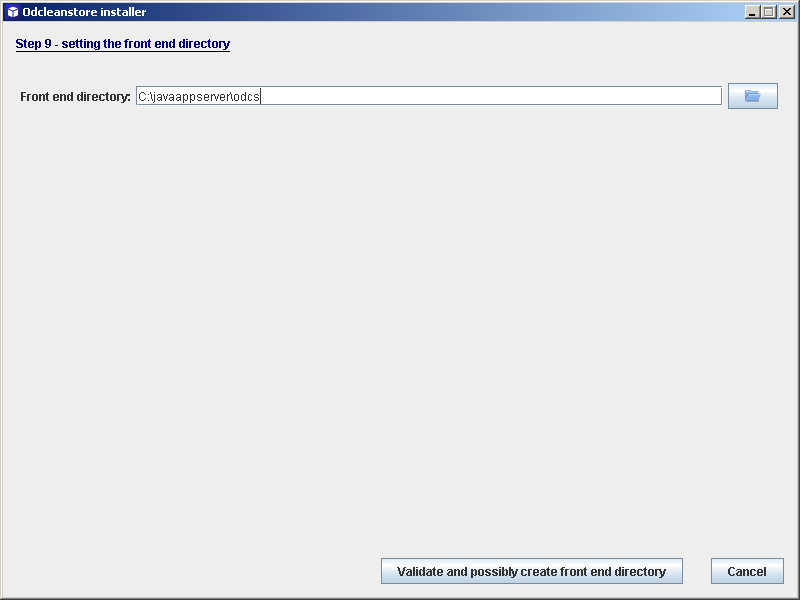 Odcleanstore installer
Step 9 - setting the front end directory
Front end directory: C:\javaappserver\odcs
Validate and possibly create front end directory Cancel